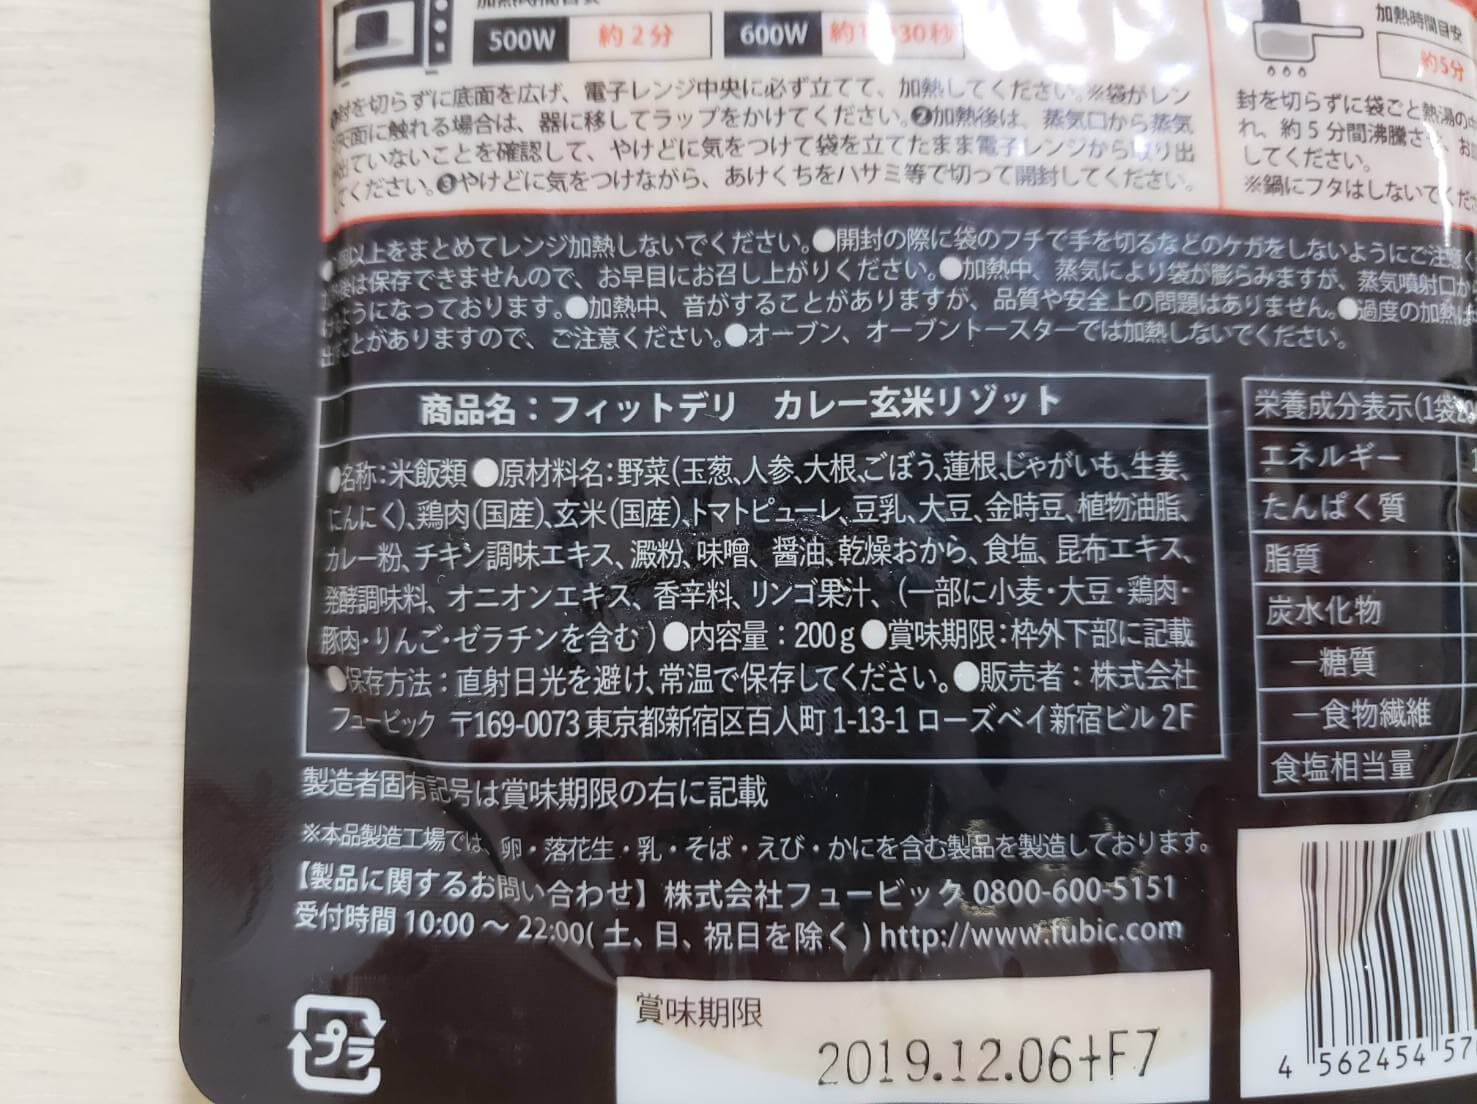 500W 約2分 600W 約1 30秒
加熱時間目安
約5分
封を切らずに底面を広げ、電子レンジ中央に必ず立てて、加熱してください。※袋がレン
天面に触れる場合は、器に移してラップをかけてください。❷加熱後は、蒸気口から蒸気
出ていないことを確認して、やけどに気をつけて袋を立てたまま電子レンジから取り出
てください。❸やけどに気をつけながら、あけくちをハサミ等で切って開封してください。
封を切らずに袋ごと熱湯の
れ、約5分間沸騰さ
してください。
※鍋にフタはしないでくだ
以上をまとめてレンジ加熱しないでください。●開封の際に袋のフチで手を切るなどのケガをしないようにご注意く
は保存できませんので、お早目にお召し上がりください。●加熱中、蒸気により袋が膨らみますが、蒸気噴射口か
ようになっております。●加熱中、音がすることがありますが、品質や安全上の問題はありません。●過度の加熱は
とがありますので、ご注意ください。●オーブン、オーブントースターでは加熱しないでください。
商品名：フィットデリ カレー玄米リゾット
●名称：米飯類 ●原材料名：野菜（玉葱、人参、大根、ごぼう、蓮根、じゃがいも、生姜、
にんにく）、鶏肉（国産）、玄米（国産）、トマトピューレ、豆乳、大豆、金時豆、植物油脂、
カレー粉、チキン調味エキス、澱粉、味噌、醤油、乾燥おから、食塩、昆布エキス、
発酵調味料、オニオンエキス、香辛料、リンゴ果汁、（一部に小麦・大豆・鶏肉・
豚肉・りんご・ゼラチンを含む）●内容量：200g ●賞味期限：枠外下部に記載
●保存方法：直射日光を避け、常温で保存してください。●販売者：株式会社
フュービック 〒169-0073 東京都新宿区百人町 1-13-1 ローズベイ新宿ビル 2F
栄養成分表示(1袋
エネルギー
たんぱく質
脂質
炭水化物
―糖質
―食物繊維
食塩相当量
製造者固有記号は賞味期限の右に記載
※本品製造工場では、卵・落花生・乳・そば・えび・かにを含む製品を製造しております。
【製品に関するお問い合わせ】株式会社フュービック 0800-600-5151
受付時間 10:00 ～ 22:00( 土、日、祝日を除く ) http://www.fubic.com
プラ
賞味期限
2019.12.06+F7
4 562454 57